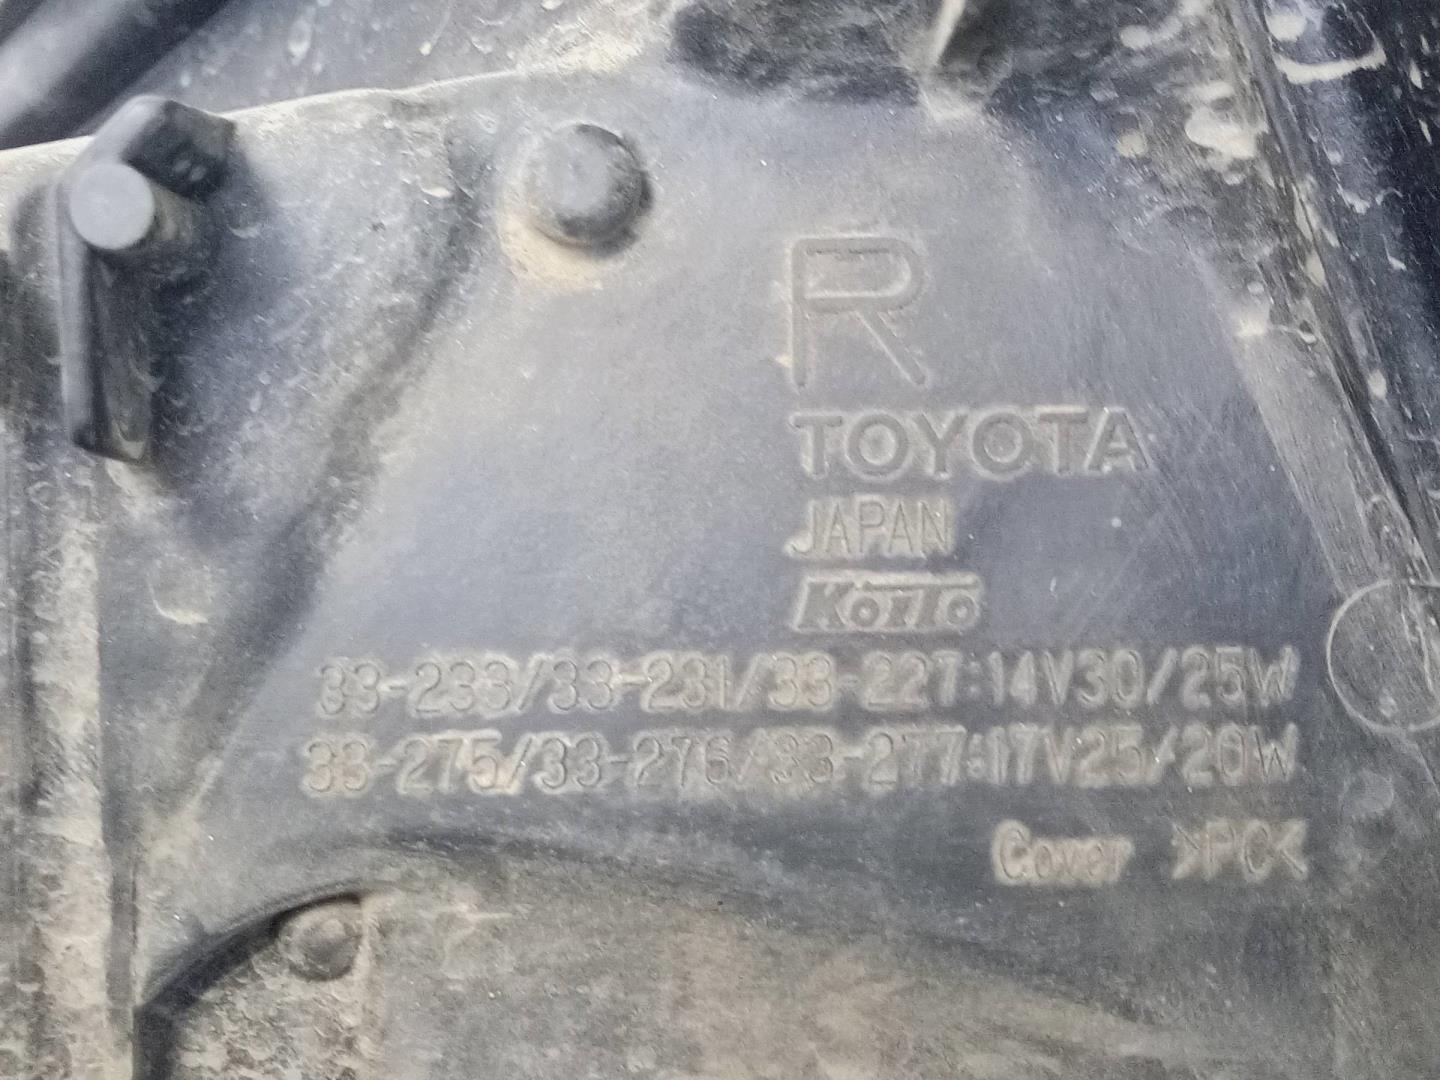 R
TOYOTA
JAPAN
KOITO
33-233/33-231/33-227:14V30/25W
33-275/33-276/33-277:17V25/20W
Cover >PC<